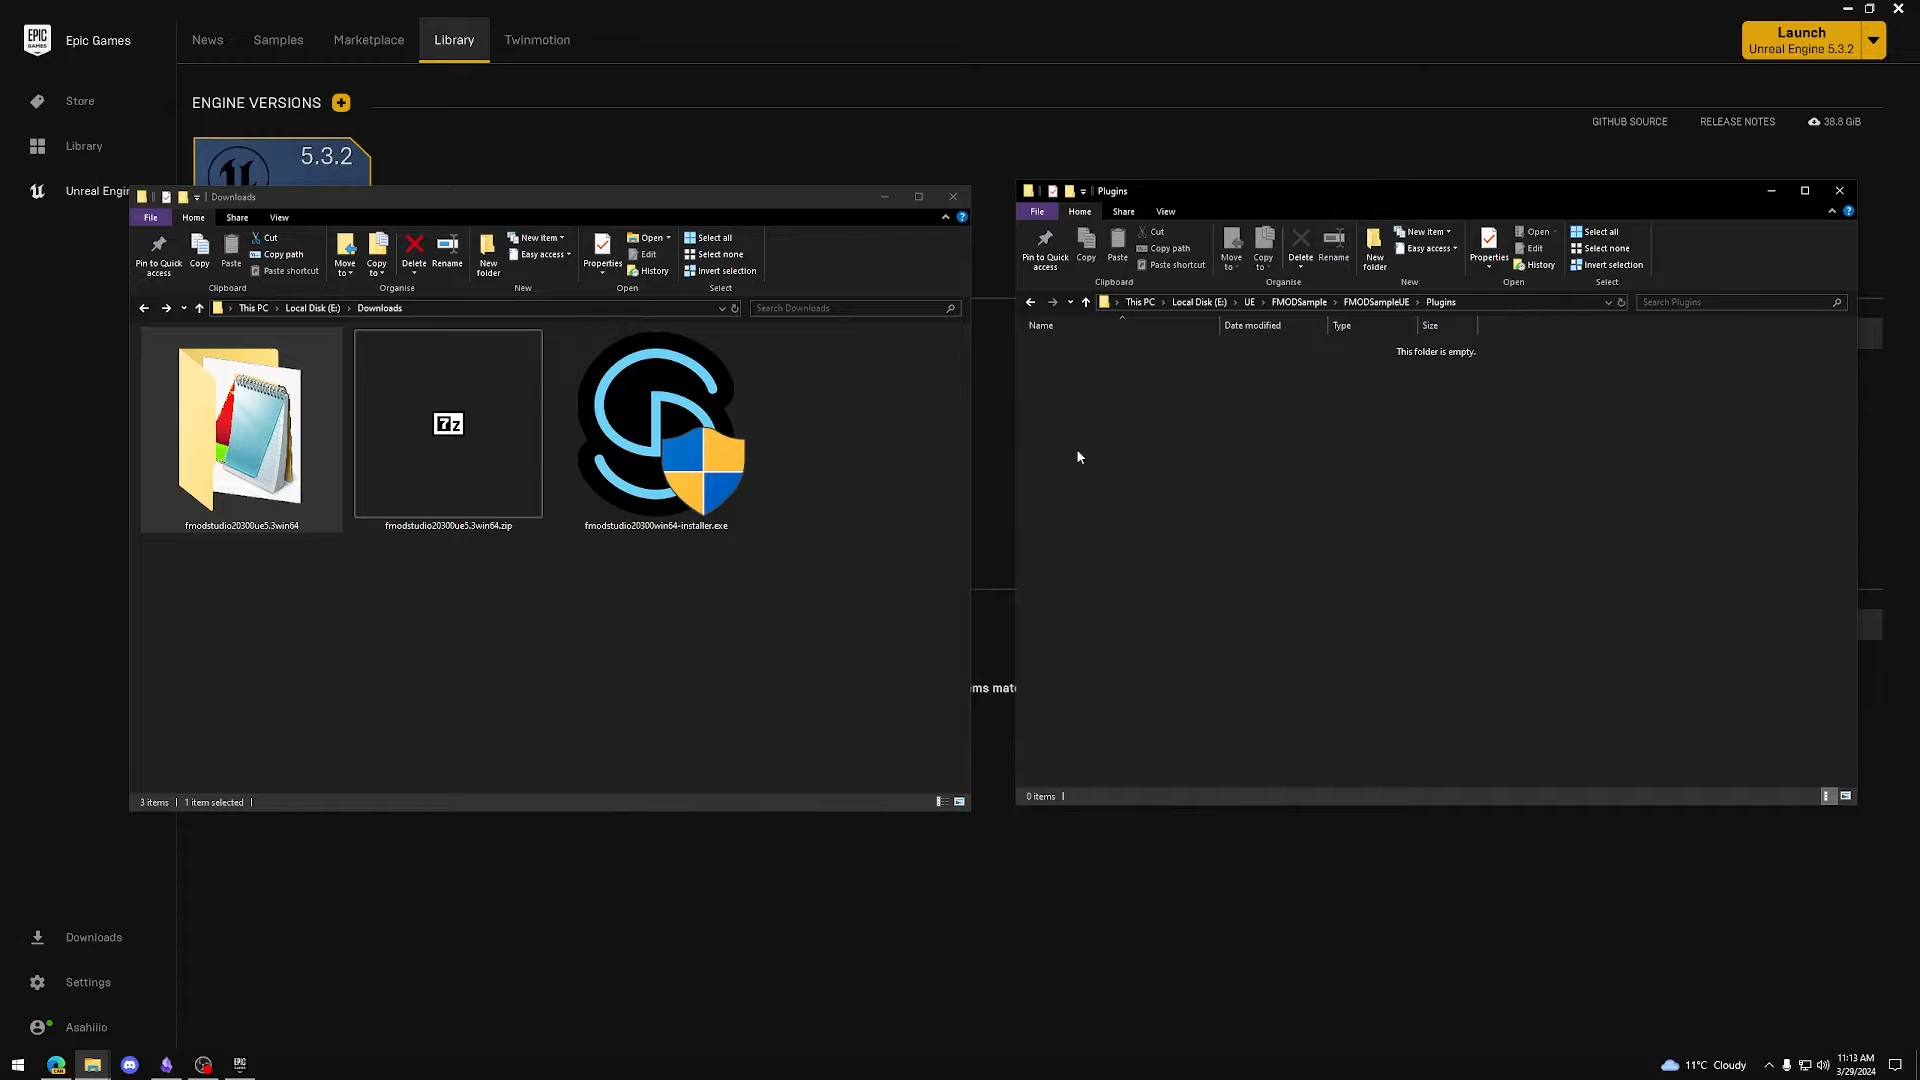 EPIC GAMES
Epic Games
News
Samples
Marketplace
Library
Twinmotion
Launch
Unreal Engine 5.3.2
Store
Library
Unreal Engin
ENGINE VERSIONS
GITHUB SOURCE
RELEASE NOTES
38.8 GiB
5.3.2
Downloads
File
Home
Share
View
Pin to Quick access
Copy
Paste
Cut
Copy path
Paste shortcut
Clipboard
Move to
Copy to
Delete
Rename
Organise
New folder
New item
Easy access
New
Properties
Open
Edit
History
Open
Select all
Select none
Invert selection
Select
This PC > Local Disk (E:) > Downloads
Search Downloads
7z
fmodstudio20300ue5.3win64
fmodstudio20300ue5.3win64.zip
fmodstudio20300win64-installer.exe
3 items
1 item selected
Plugins
File
Home
Share
View
Pin to Quick access
Copy
Paste
Cut
Copy path
Paste shortcut
Clipboard
Move to
Copy to
Delete
Rename
Organise
New folder
New item
Easy access
New
Properties
Open
Edit
History
Open
Select all
Select none
Invert selection
Select
This PC > Local Disk (E:) > UE > FMODSample > FMODSampleUE > Plugins
Search Plugins
Name
Date modified
Type
Size
This folder is empty.
0 items
ms mat
Downloads
Settings
Asahiiio
11°C Cloudy
11:13 AM
3/29/2024